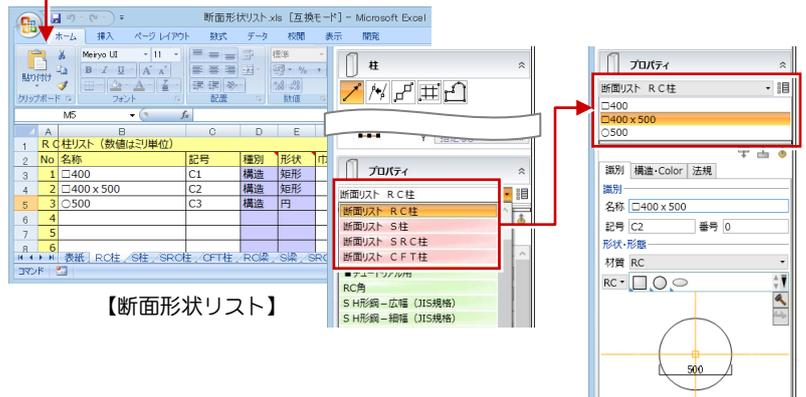 断面形状リスト.xls [互換モード] - Microsoft Excel
ホーム 挿入 ページ レイアウト 数式 データ 校閲 表示 開発
貼り付け
Meiryo UI 11
B I U A A
標準
クリップボード フォント 配置 数値
M5 fx
A B C D E
1 RC柱リスト（数値はミリ単位）
2 No 名称 記号 種別 形状
3 1 □400 C1 構造 矩形
4 2 □400 x 500 C2 構造 矩形
5 3 ○500 C3 構造 円
6 4
7 5
8 6
表紙 RC柱 S柱 SRC柱 CFT柱 RC梁 S梁
コマンド
【断面形状リスト】
柱
プロパティ
断面リスト RC柱
断面リスト RC柱
断面リスト S柱
断面リスト SRC柱
断面リスト CFT柱
■チュートリアル用
RC角
SH形鋼－広幅（JIS規格）
SH形鋼－細幅（JIS規格）
プロパティ
断面リスト RC柱
□400
□400 x 500
○500
識別 構造・Color 法規
識別
名称 □400 x 500
記号 C2 番号 0
形状・形態
材質 RC
RC
500